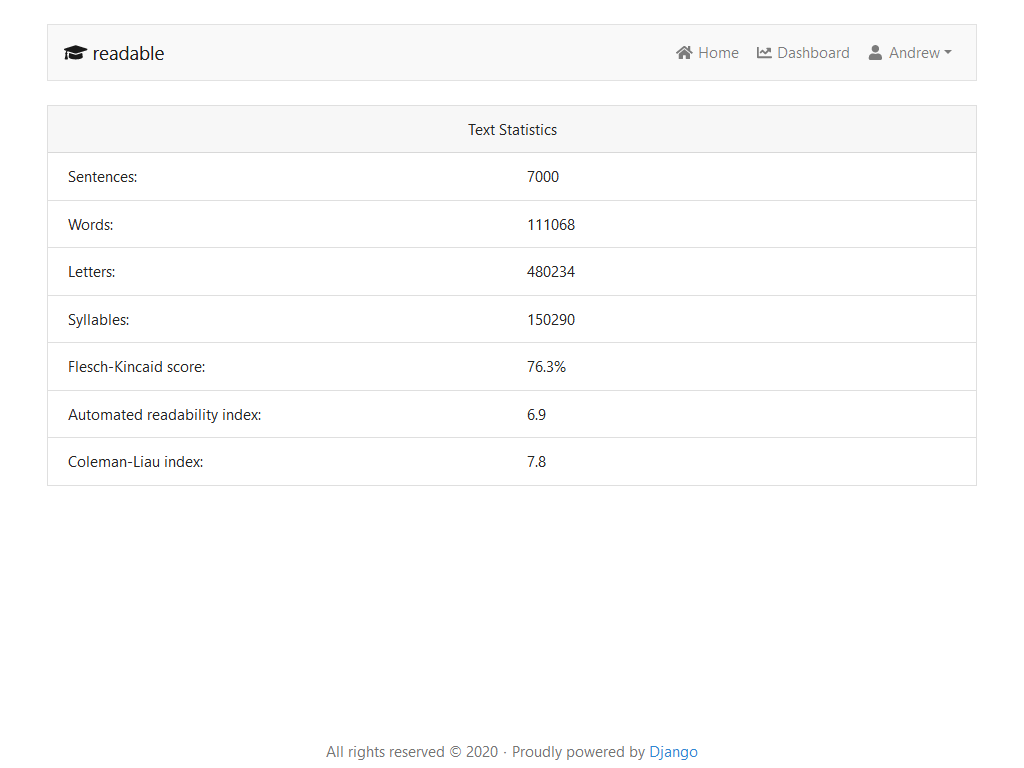 readable Home Dashboard Andrew
Text Statistics
Sentences: 7000
Words: 111068
Letters: 480234
Syllables: 150290
Flesch-Kincaid score: 76.3%
Automated readability index: 6.9
Coleman-Liau index: 7.8
All rights reserved © 2020 · Proudly powered by Django